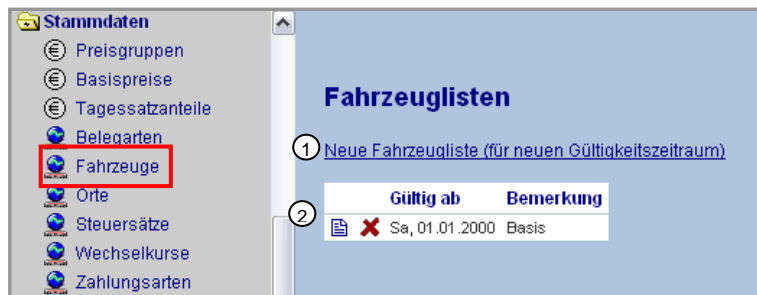 Stammdaten
Preisgruppen
Basispreise
Tagessatzanteile
Belegarten
Fahrzeuge
Orte
Steuersätze
Wechselkurse
Zahlungsarten
Fahrzeuglisten
1 Neue Fahrzeugliste (für neuen Gültigkeitszeitraum)
Gültig ab Bemerkung
2 Sa, 01.01.2000 Basis